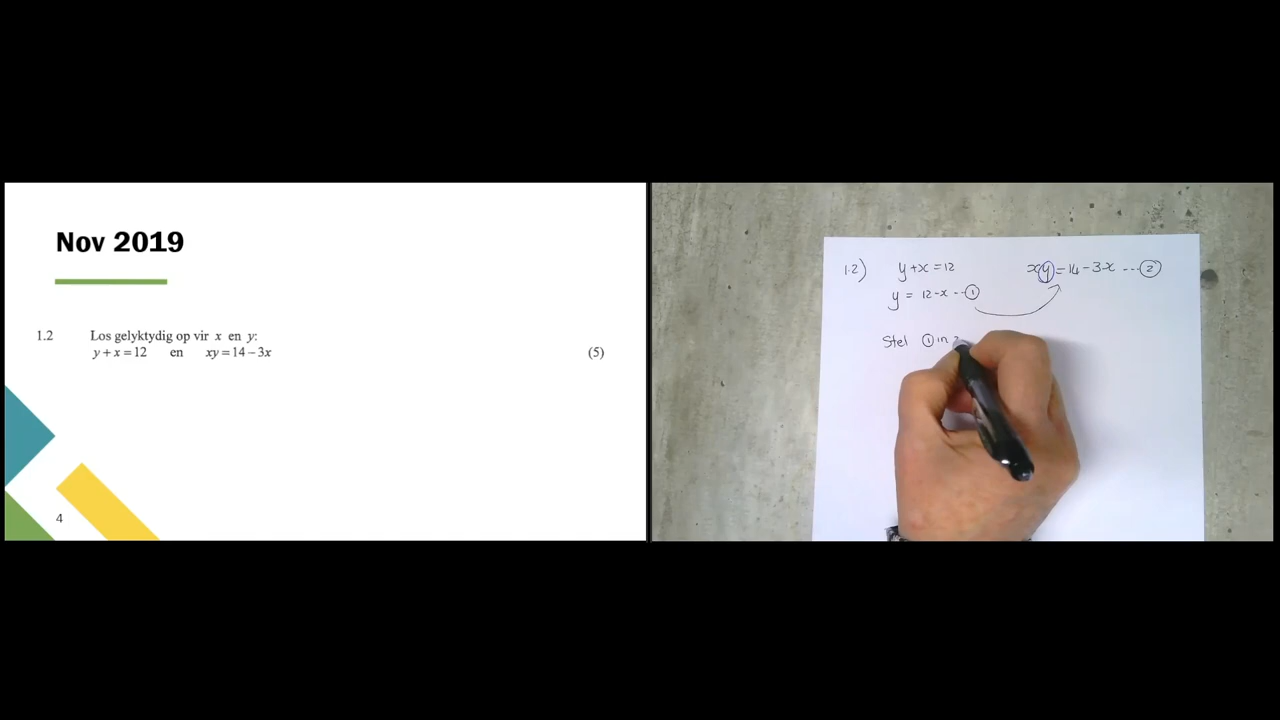 Nov 2019
1.2 Los gelyktydig op vir x en y:
y + x = 12 en xy = 14 − 3x (5)
4
1.2) y + x = 12 xy = 14 - 3x --- ②
y = 12 - x --- ①
Stel ① in 2